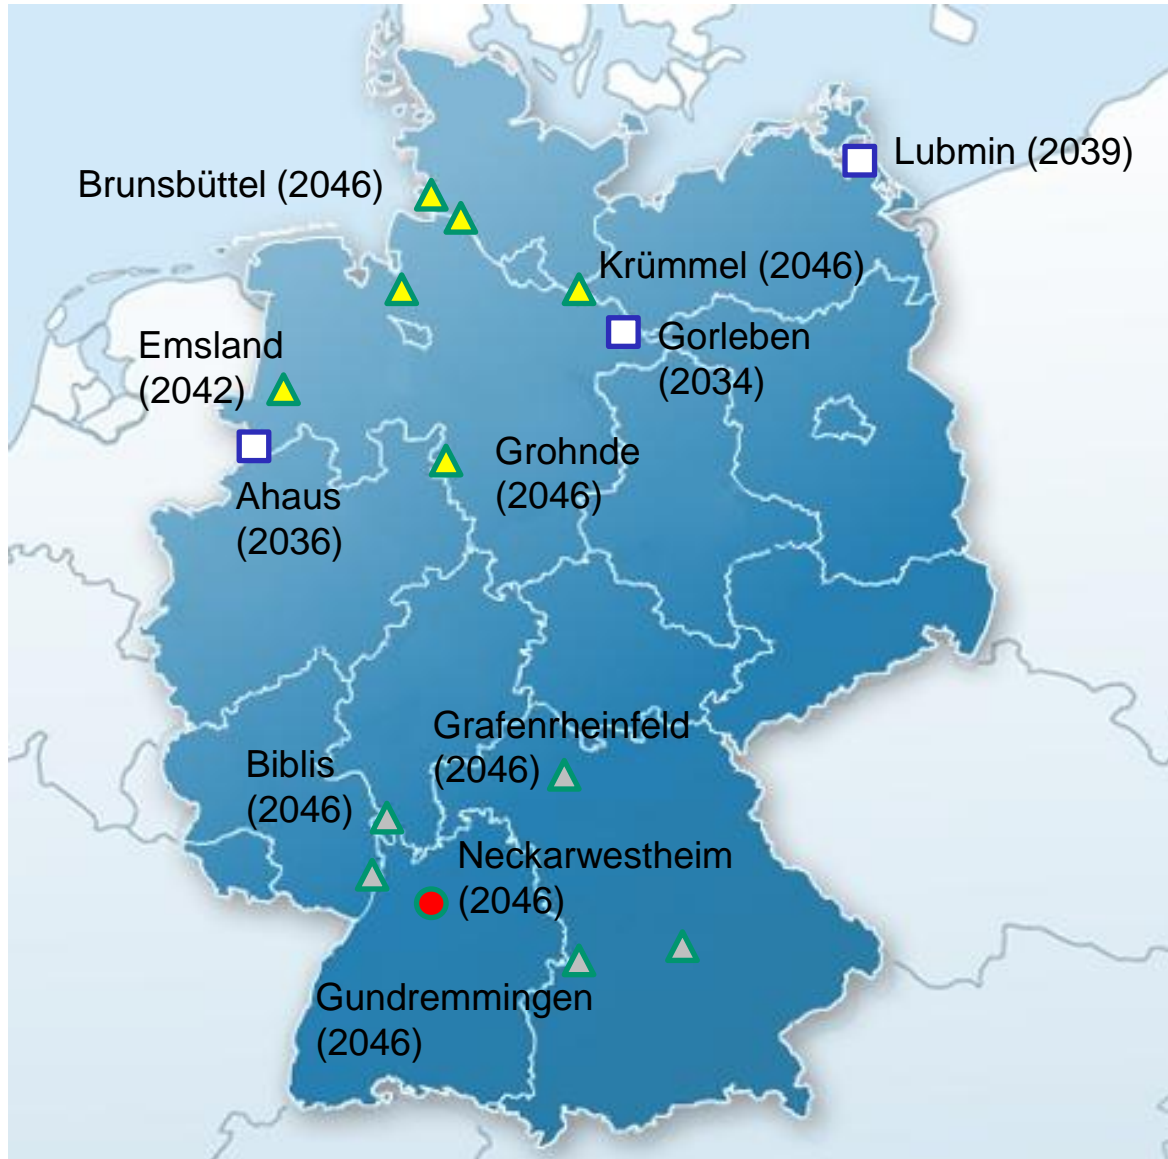 Lubmin (2039)
Brunsbüttel (2046)
Krümmel (2046)
Gorleben
(2034)
Emsland
(2042)
Grohnde
(2046)
Ahaus
(2036)
Grafenrheinfeld
(2046)
Biblis
(2046)
Neckarwestheim
(2046)
Gundremmingen
(2046)